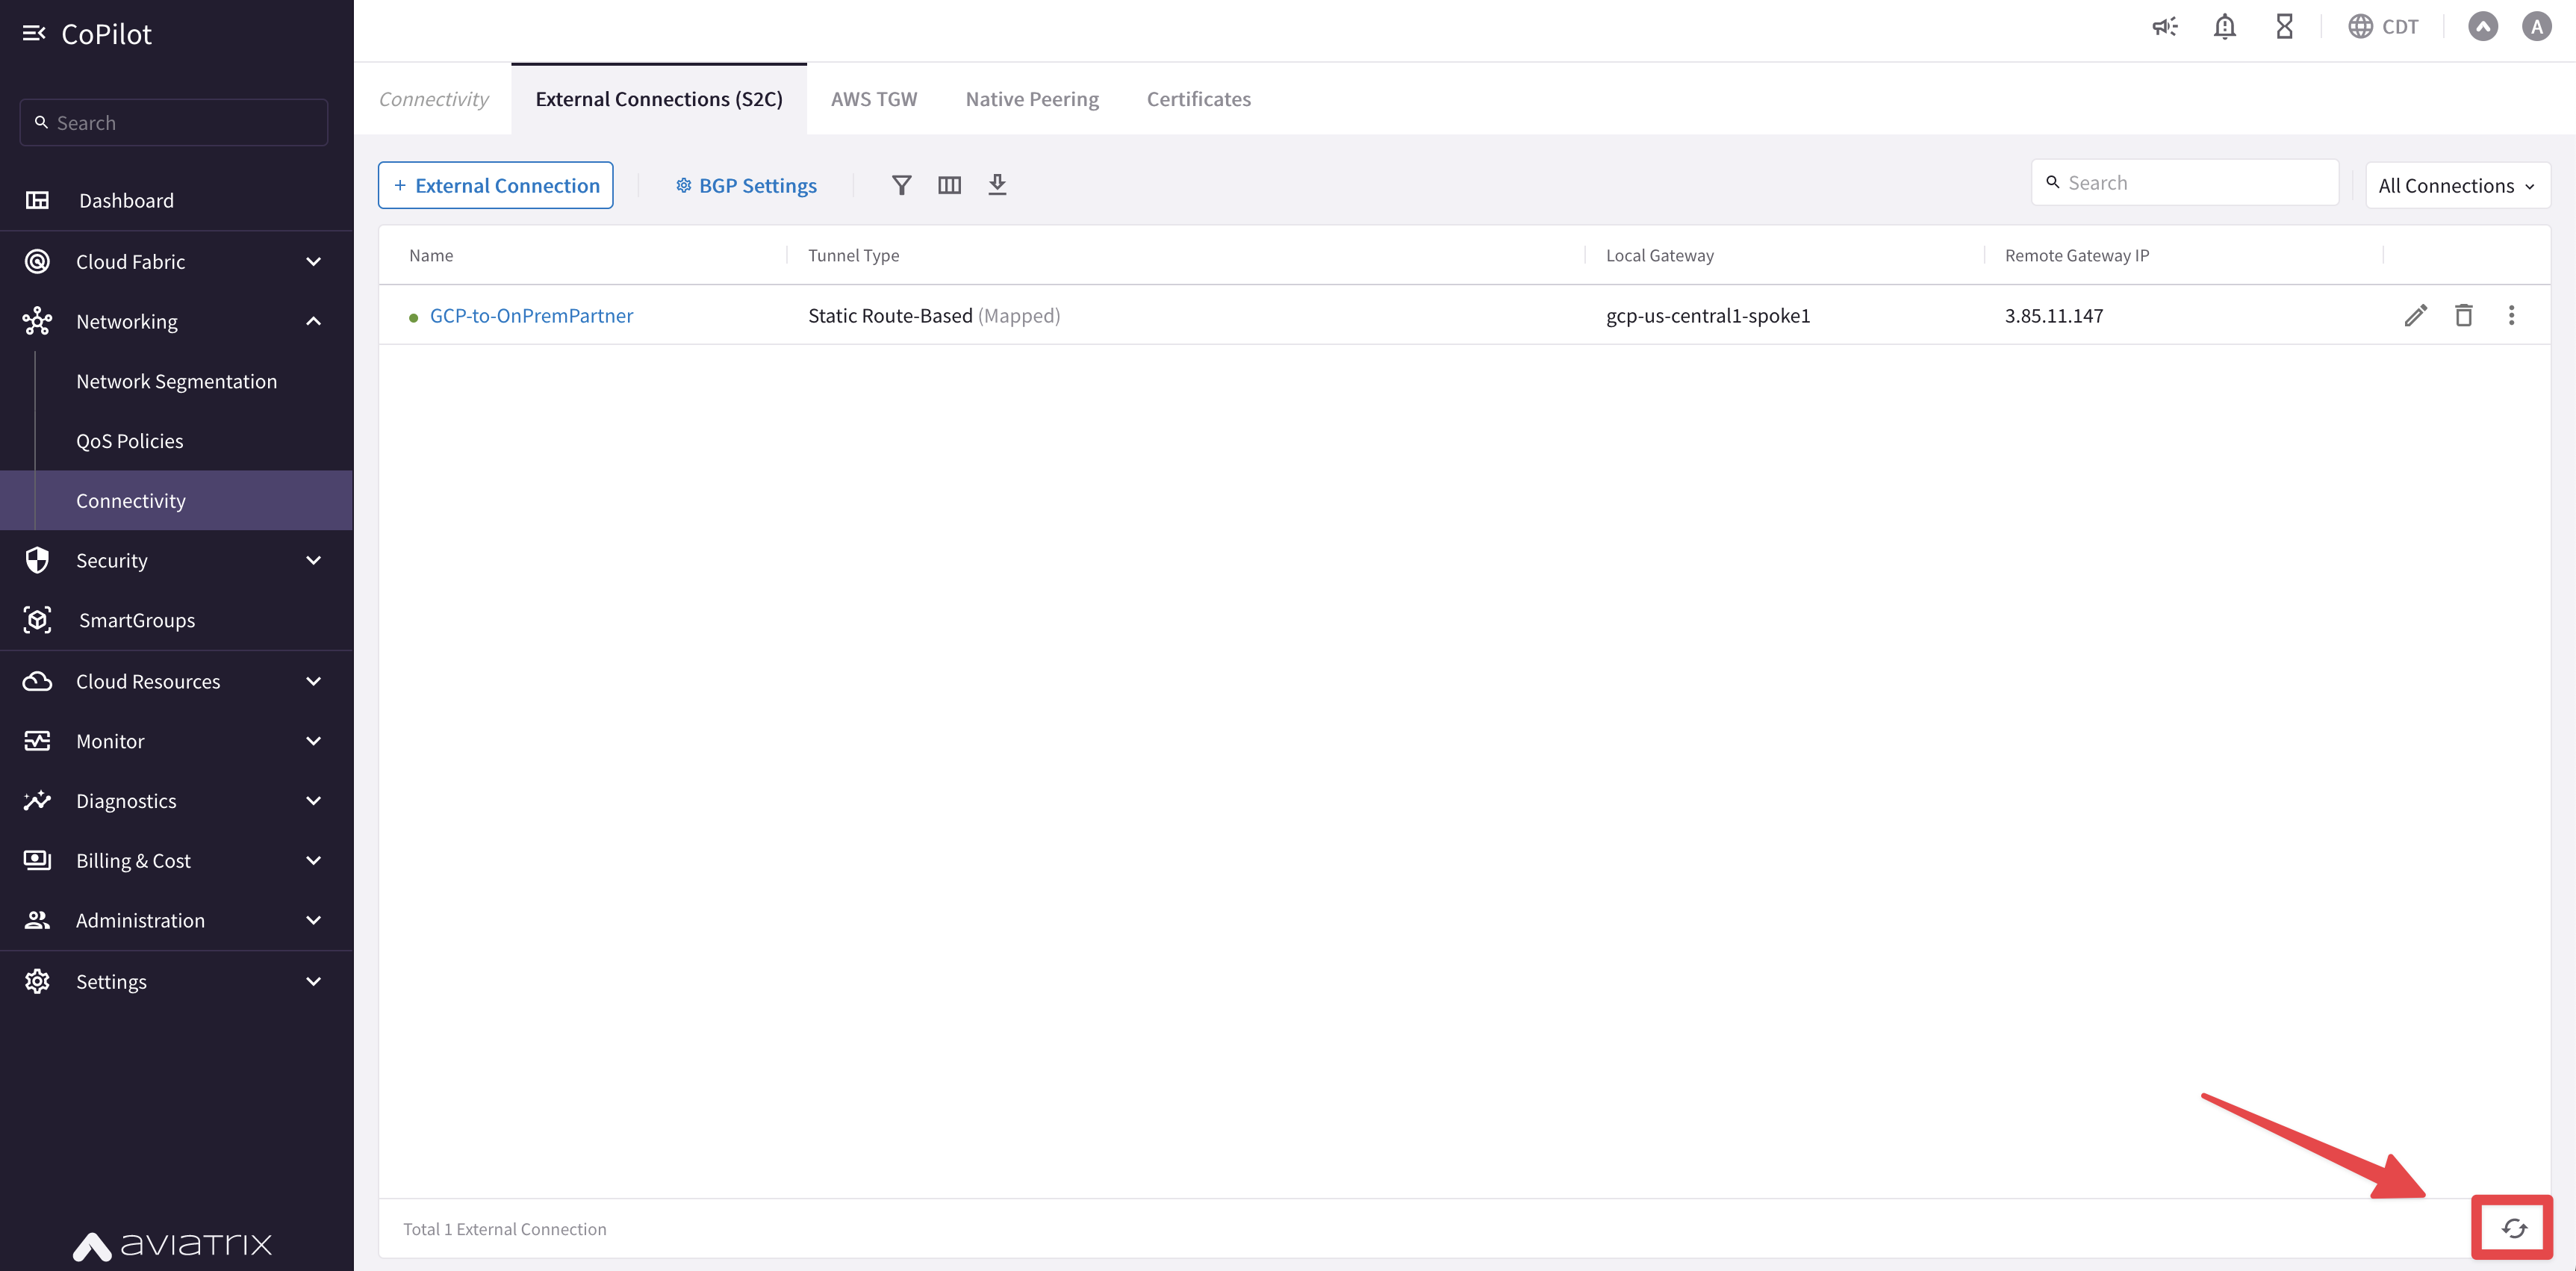 CoPilot
Search
Dashboard
Cloud Fabric
Networking
Network Segmentation
QoS Policies
Connectivity
Security
SmartGroups
Cloud Resources
Monitor
Diagnostics
Billing & Cost
Administration
Settings
aviatrix
CDT
A
Connectivity
External Connections (S2C)
AWS TGW
Native Peering
Certificates
+ External Connection
BGP Settings
Search
All Connections
Name
Tunnel Type
Local Gateway
Remote Gateway IP
GCP-to-OnPremPartner
Static Route-Based (Mapped)
gcp-us-central1-spoke1
3.85.11.147
Total 1 External Connection